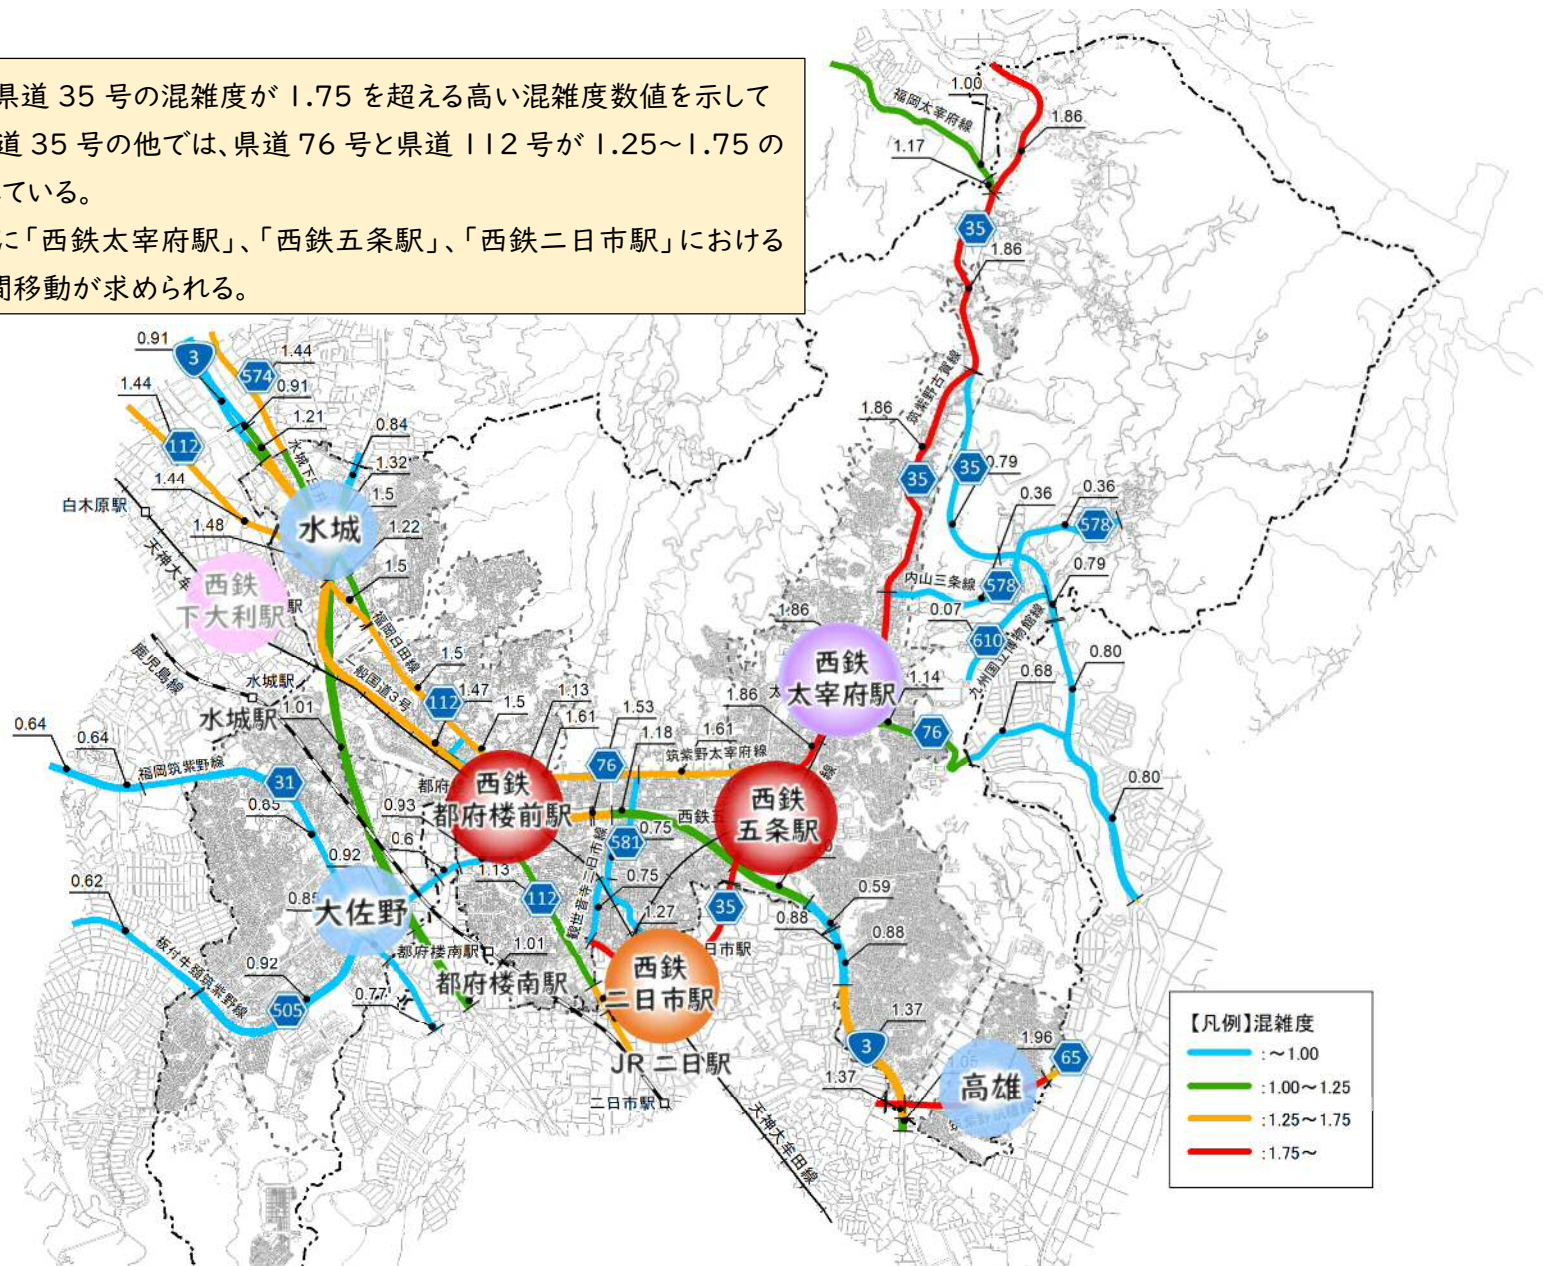 県道 35 号の混雑度が 1.75 を超える高い混雑度数値を示して
道 35 号の他では、県道 76 号と県道 112 号が 1.25～1.75 の
ている。
に「西鉄太宰府駅」、「西鉄五条駅」、「西鉄二日市駅」における
間移動が求められる。
福岡太宰府線
1.00
1.17
1.86
35
1.86
筑紫野古賀線
1.86
35
35
0.79
0.36
0.36
578
内山三条線
578
0.79
0.07
610
九州国立博物館線
0.68
0.80
0.80
1.86
西鉄
太宰府駅
1.14
76
1.86
0.91
3
574
1.44
0.91
1.21
1.44
112
1.44
0.84
1.32
1.5
1.22
1.48
1.5
水城
白木原駅
西鉄
下大利駅
駅
鹿児島線
水城駅
水城駅
1.01
福岡日田線
一般国道3号
1.5
112
1.47
1.5
1.13
1.61
1.53
1.18
76
1.61
筑紫野太宰府線
線
0.64
0.64
福岡筑紫野線
31
0.85
0.93
0.6
0.92
西鉄
都府楼前駅
西鉄
五条駅
西鉄五
581
0.75
0.75
観世音寺二日市線
1.13
112
1.27
35
0.59
0.88
0.88
0.62
大佐野
板付牛頸筑紫野線
0.92
505
0.77
都府楼南駅
都府楼南駅
1.01
西鉄
二日市駅
日市駅
JR 二日駅
二日市駅
天神大牟田線
3
1.37
1.37
1.05
1.96
65
高雄
【凡例】混雑度
:～1.00
:1.00～1.25
:1.25～1.75
:1.75～